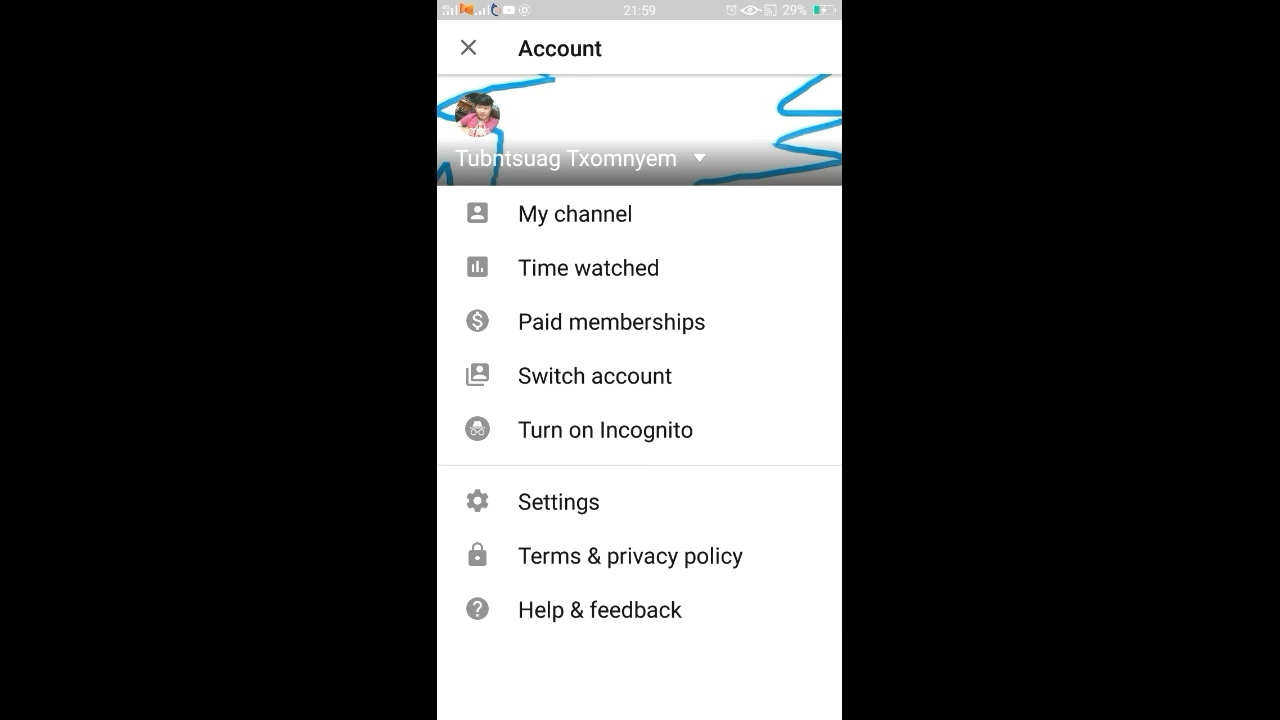 21:59
29%
Account
Tubntsuag Txomnyem
My channel
Time watched
Paid memberships
Switch account
Turn on Incognito
Settings
Terms & privacy policy
Help & feedback